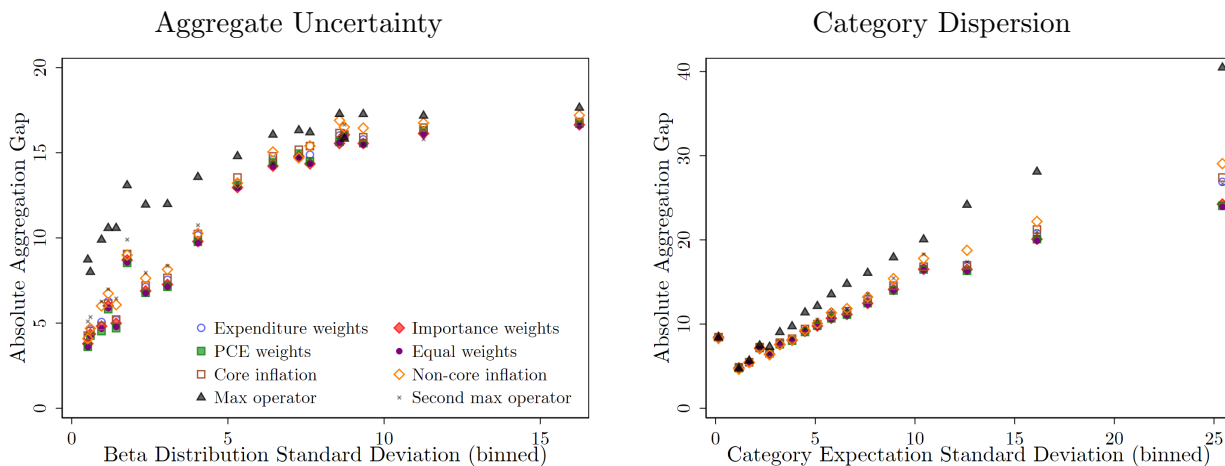 Aggregate Uncertainty
Category Dispersion
Absolute Aggregation Gap
20
15
10
5
0
Expenditure weights
Importance weights
PCE weights
Equal weights
Core inflation
Non-core inflation
Max operator
Second max operator
0 5 10 15
Beta Distribution Standard Deviation (binned)
Absolute Aggregation Gap
40
30
20
10
0
0 5 10 15 20 25
Category Expectation Standard Deviation (binned)